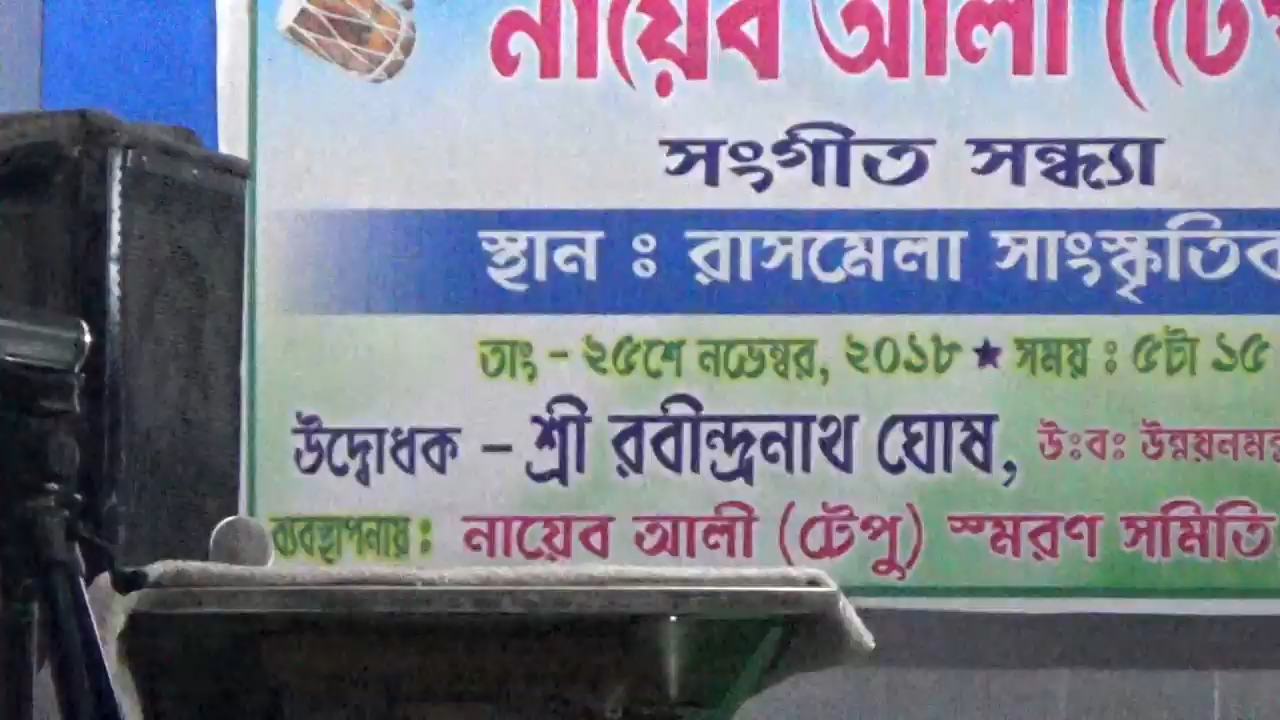 নায়েব আলী (টেপু
সংগীত সন্ধ্যা
স্থান : রাসমেলা সাংস্কৃতিক
তাং - ২৫শে নভেম্বর, ২০১৮ ★ সময় : ৫টা ১৫
উদ্বোধক - শ্রী রবীন্দ্রনাথ ঘোষ, উঃবঃ উন্নয়নমন্ত্
ব্যবস্থাপনায় : নায়েব আলী (টেপু) স্মরণ সমিতি